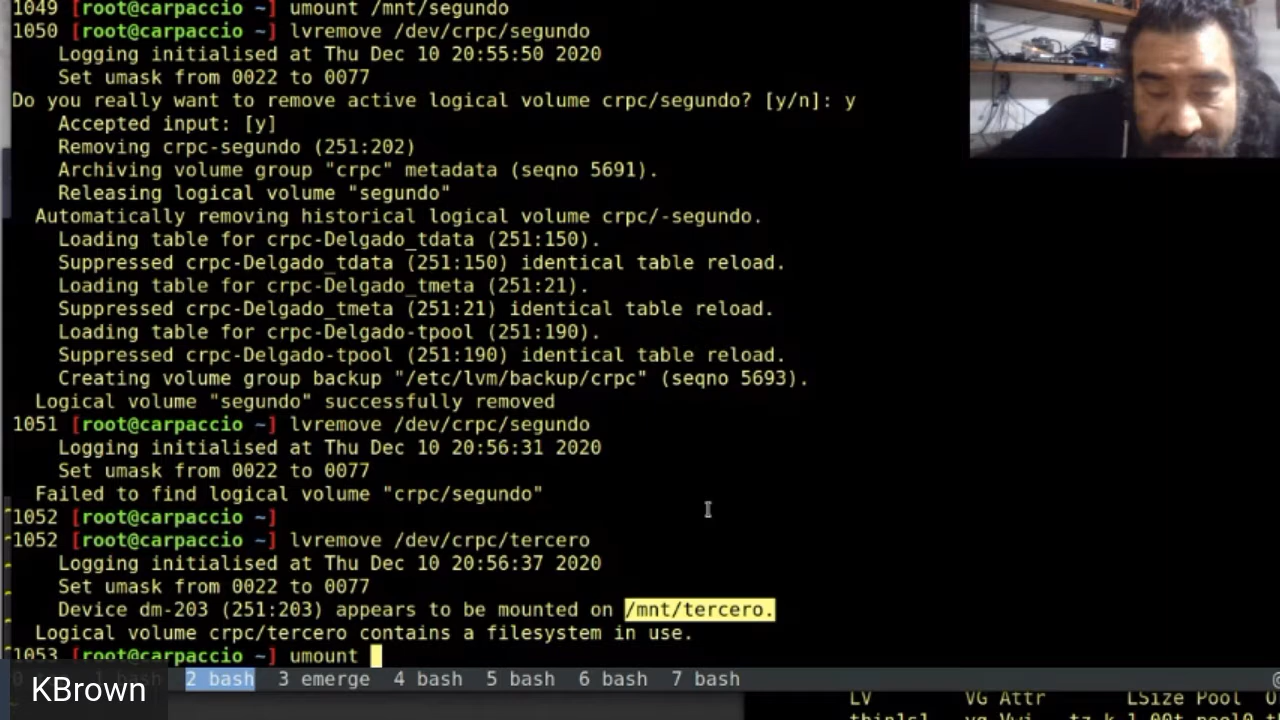 1049 [root@carpaccio ~] umount /mnt/segundo
1050 [root@carpaccio ~] lvremove /dev/crpc/segundo
Logging initialised at Thu Dec 10 20:55:50 2020
Set umask from 0022 to 0077
Do you really want to remove active logical volume crpc/segundo? [y/n]: y
Accepted input: [y]
Removing crpc-segundo (251:202)
Archiving volume group "crpc" metadata (seqno 5691).
Releasing logical volume "segundo"
Automatically removing historical logical volume crpc/-segundo.
Loading table for crpc-Delgado_tdata (251:150).
Suppressed crpc-Delgado_tdata (251:150) identical table reload.
Loading table for crpc-Delgado_tmeta (251:21).
Suppressed crpc-Delgado_tmeta (251:21) identical table reload.
Loading table for crpc-Delgado-tpool (251:190).
Suppressed crpc-Delgado-tpool (251:190) identical table reload.
Creating volume group backup "/etc/lvm/backup/crpc" (seqno 5693).
Logical volume "segundo" successfully removed
1051 [root@carpaccio ~] lvremove /dev/crpc/segundo
Logging initialised at Thu Dec 10 20:56:31 2020
Set umask from 0022 to 0077
Failed to find logical volume "crpc/segundo"
1052 [root@carpaccio ~]
1052 [root@carpaccio ~] lvremove /dev/crpc/tercero
Logging initialised at Thu Dec 10 20:56:37 2020
Set umask from 0022 to 0077
Device dm-203 (251:203) appears to be mounted on /mnt/tercero.
Logical volume crpc/tercero contains a filesystem in use.
1053 [root@carpaccio ~] umount
1 bash 2 bash 3 emerge 4 bash 5 bash 6 bash 7 bash
KBrown
LV VG Attr LSize Pool